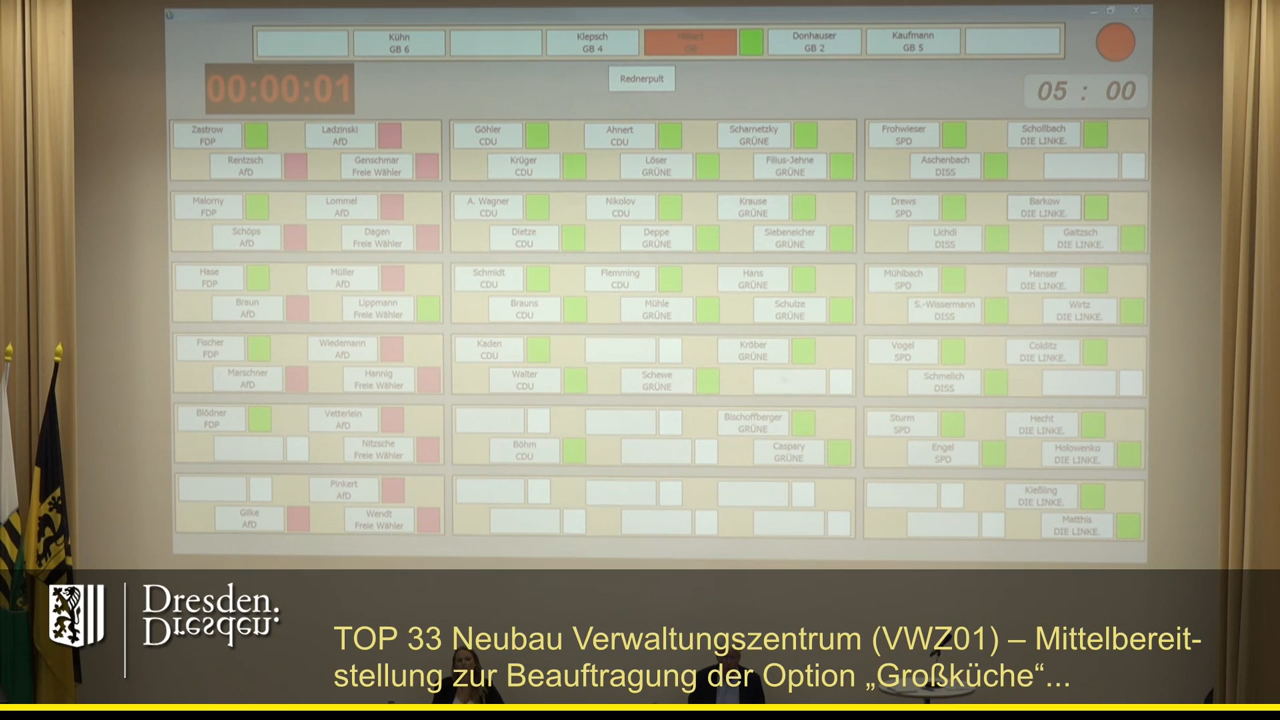 Kühn
GB 6
Klepsch
GB 4
Donhauser
GB 2
Kaufmann
GB 5
Rednerpult
00:00:01
05 : 00
Zastrow
FDP
Ladzinski
AfD
Rentzsch
AfD
Genschmar
Freie Wähler
Göhler
CDU
Ahnert
CDU
Scharnetzky
GRÜNE
Krüger
CDU
Löser
GRÜNE
Filius-Jehne
GRÜNE
Frohwieser
SPD
Schollbach
DIE LINKE.
Aschenbach
DISS
Malorny
FDP
Lommel
AfD
Schöps
AfD
Dagen
Freie Wähler
A. Wagner
CDU
Nikolov
CDU
Krause
GRÜNE
Dietze
CDU
Deppe
GRÜNE
Siebeneicher
GRÜNE
Drews
SPD
Barkow
DIE LINKE.
Lichdi
DISS
Gaitzsch
DIE LINKE.
Hase
FDP
Müller
AfD
Braun
AfD
Lippmann
Freie Wähler
Schmidt
CDU
Flemming
CDU
Hans
GRÜNE
Brauns
CDU
Mühle
GRÜNE
Schulze
GRÜNE
Mühlbach
SPD
Hanser
DIE LINKE.
S.-Wissermann
DISS
Wirtz
DIE LINKE.
Fischer
FDP
Wiedemann
AfD
Marschner
AfD
Hannig
Freie Wähler
Kaden
CDU
Kröber
GRÜNE
Walter
CDU
Schewe
GRÜNE
Vogel
SPD
Colditz
DIE LINKE.
Schmelich
DISS
Blödner
FDP
Vetterlein
AfD
Nitzsche
Freie Wähler
Bischoffberger
GRÜNE
Böhm
CDU
Caspary
GRÜNE
Sturm
SPD
Hecht
DIE LINKE.
Engel
SPD
Holowenko
DIE LINKE.
Pinkert
AfD
Gilke
AfD
Wendt
Freie Wähler
Kießling
DIE LINKE.
Matthis
DIE LINKE.
Dresden.
Dresden.
TOP 33 Neubau Verwaltungszentrum (VWZ01) – Mittelbereit-
stellung zur Beauftragung der Option „Großküche“...